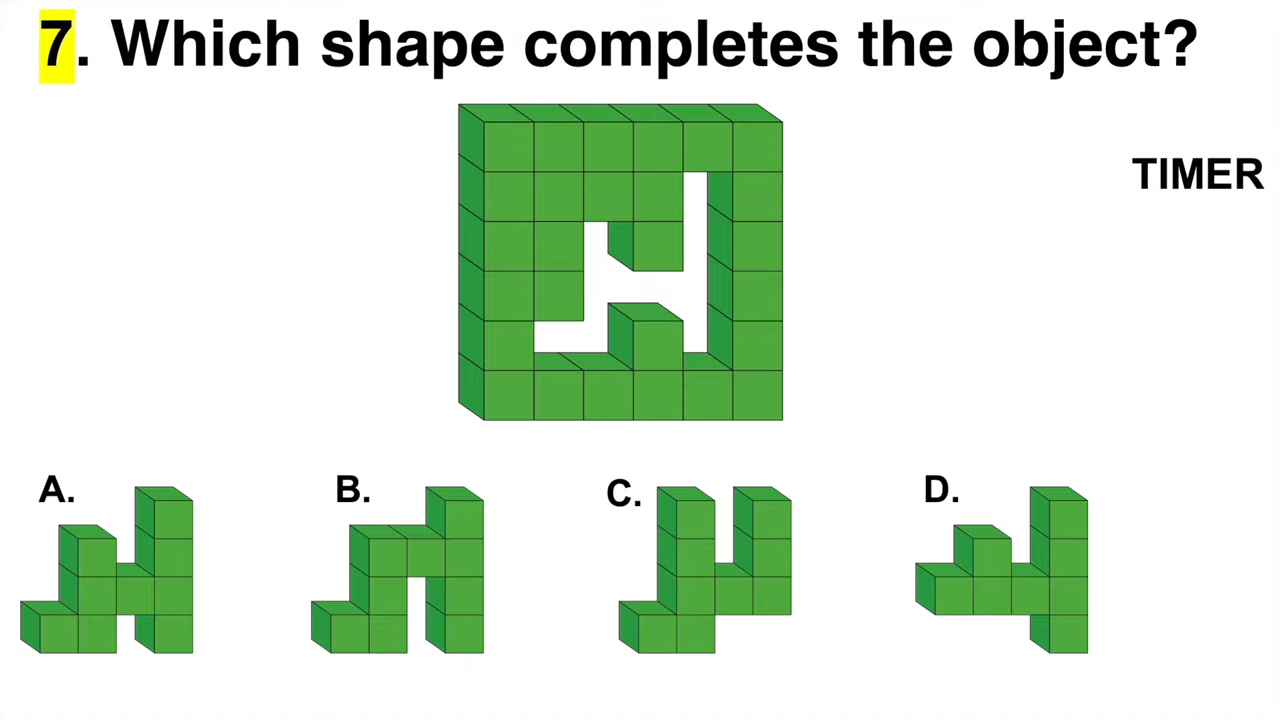 7. Which shape completes the object?
TIMER
A. B. C. D.